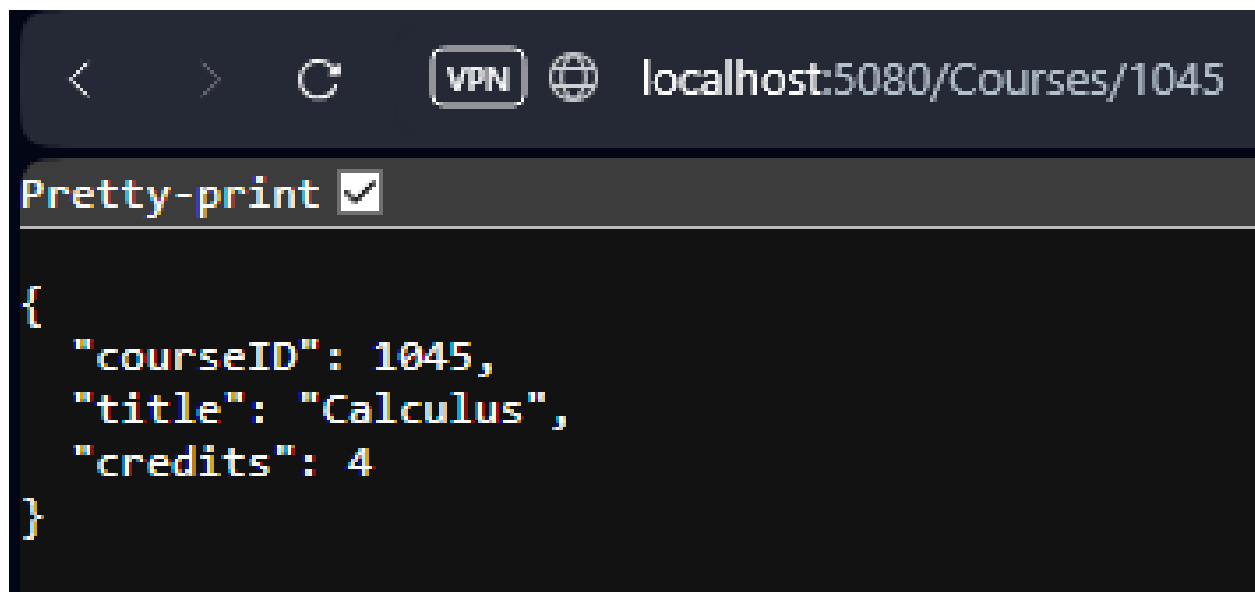 VPN localhost:5080/Courses/1045
Pretty-print
{
"courseID": 1045,
"title": "Calculus",
"credits": 4
}